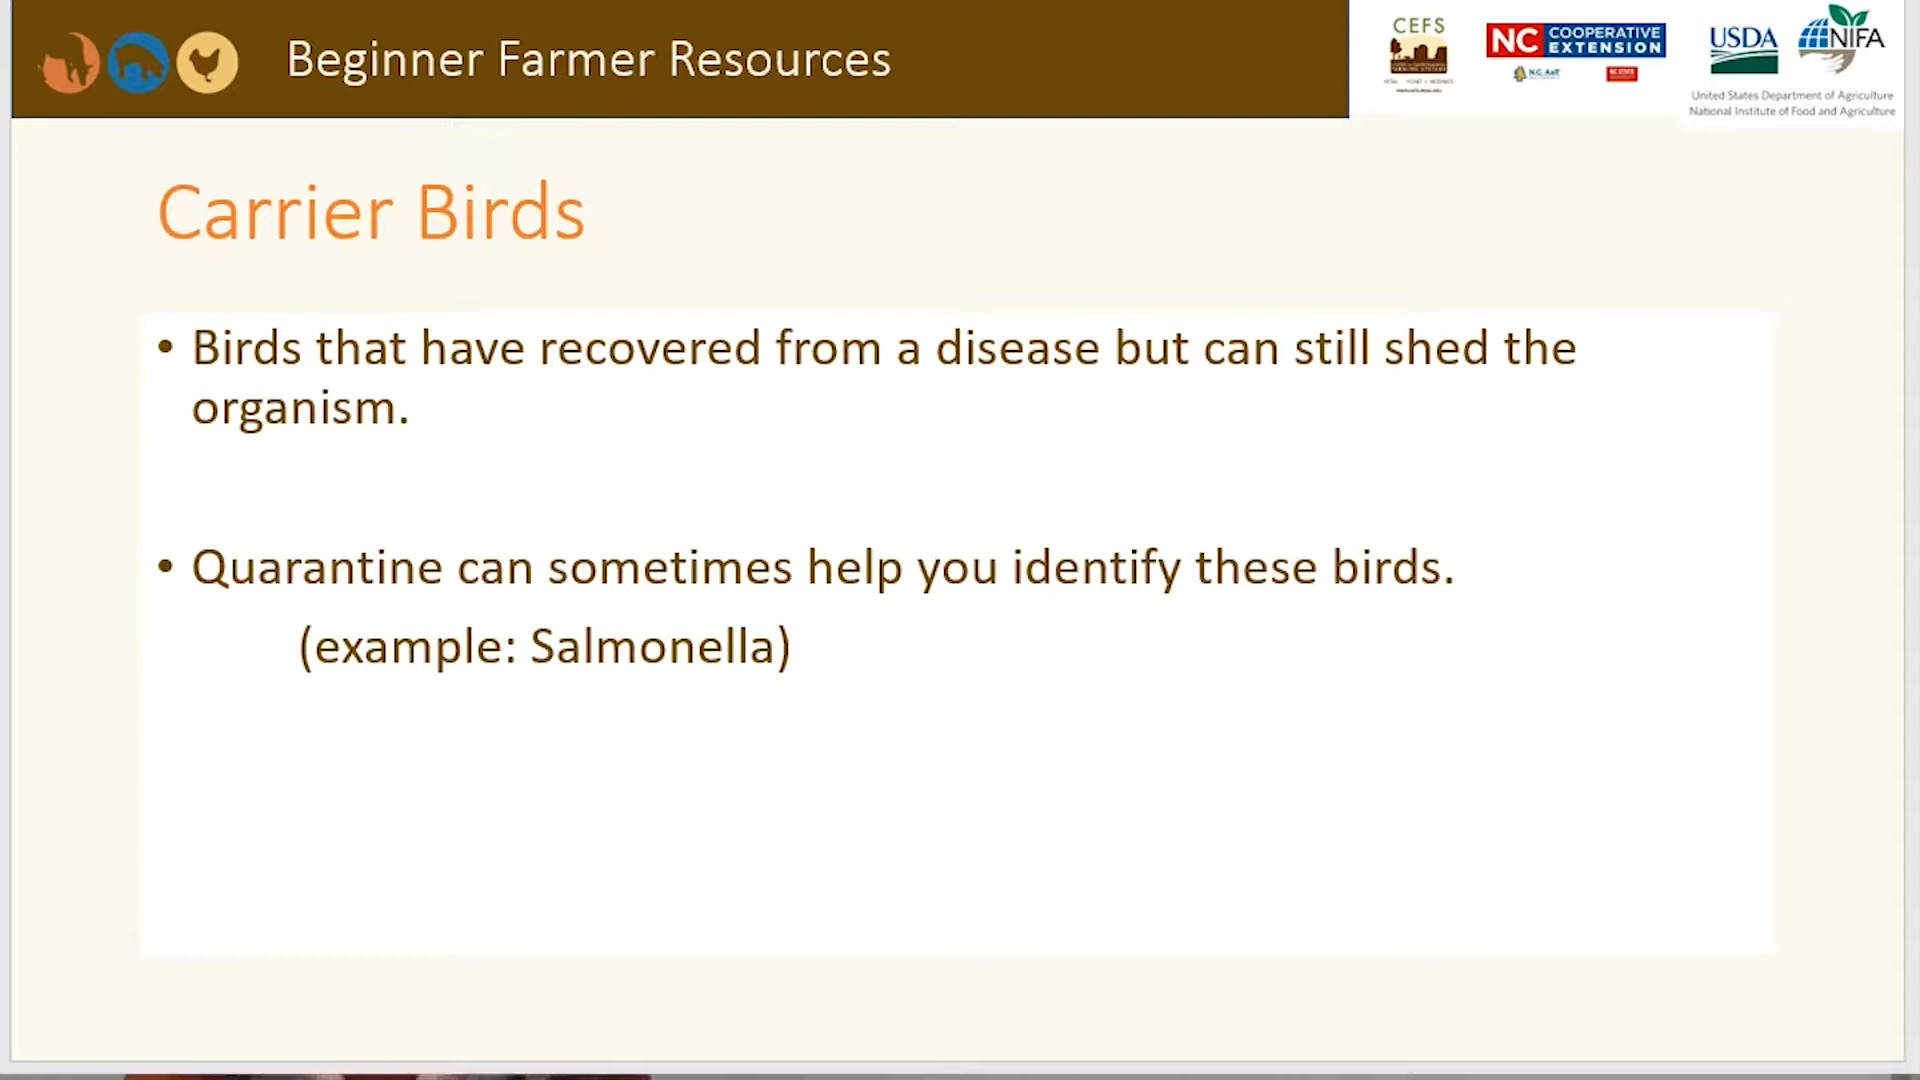 Beginner Farmer Resources
CEFS
NC COOPERATIVE
EXTENSION
N.C. A&T
NC STATE
USDA
NIFA
United States Department of Agriculture
National Institute of Food and Agriculture
Carrier Birds
• Birds that have recovered from a disease but can still shed the
organism.
• Quarantine can sometimes help you identify these birds.
(example: Salmonella)